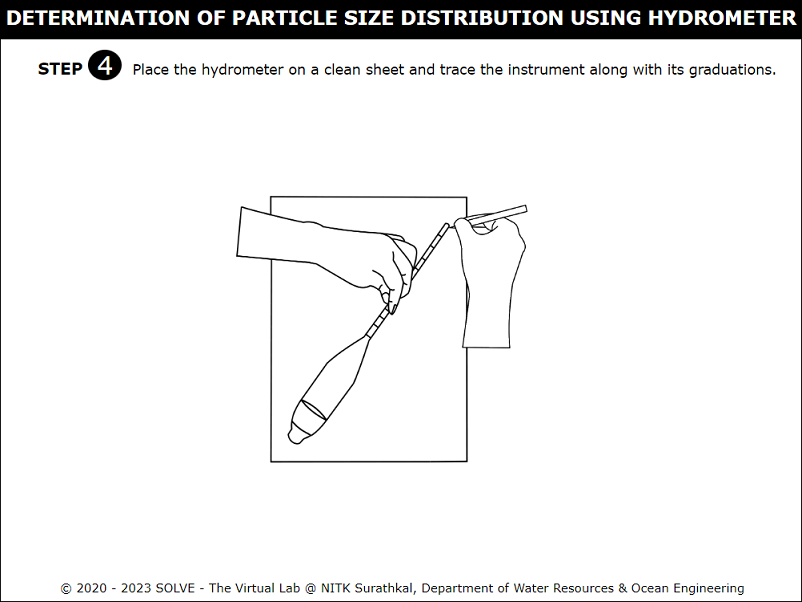 DETERMINATION OF PARTICLE SIZE DISTRIBUTION USING HYDROMETER
STEP 4 Place the hydrometer on a clean sheet and trace the instrument along with its graduations.
© 2020 - 2023 SOLVE - The Virtual Lab @ NITK Surathkal, Department of Water Resources & Ocean Engineering